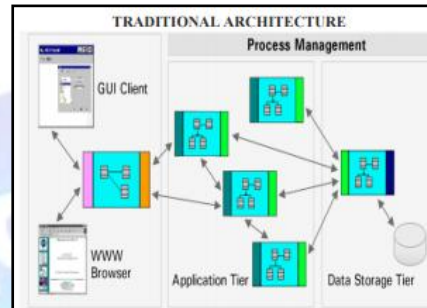 TRADITIONAL ARCHITECTURE
Process Management
GUI Client
WWW
Browser
Application Tier
Data Storage Tier